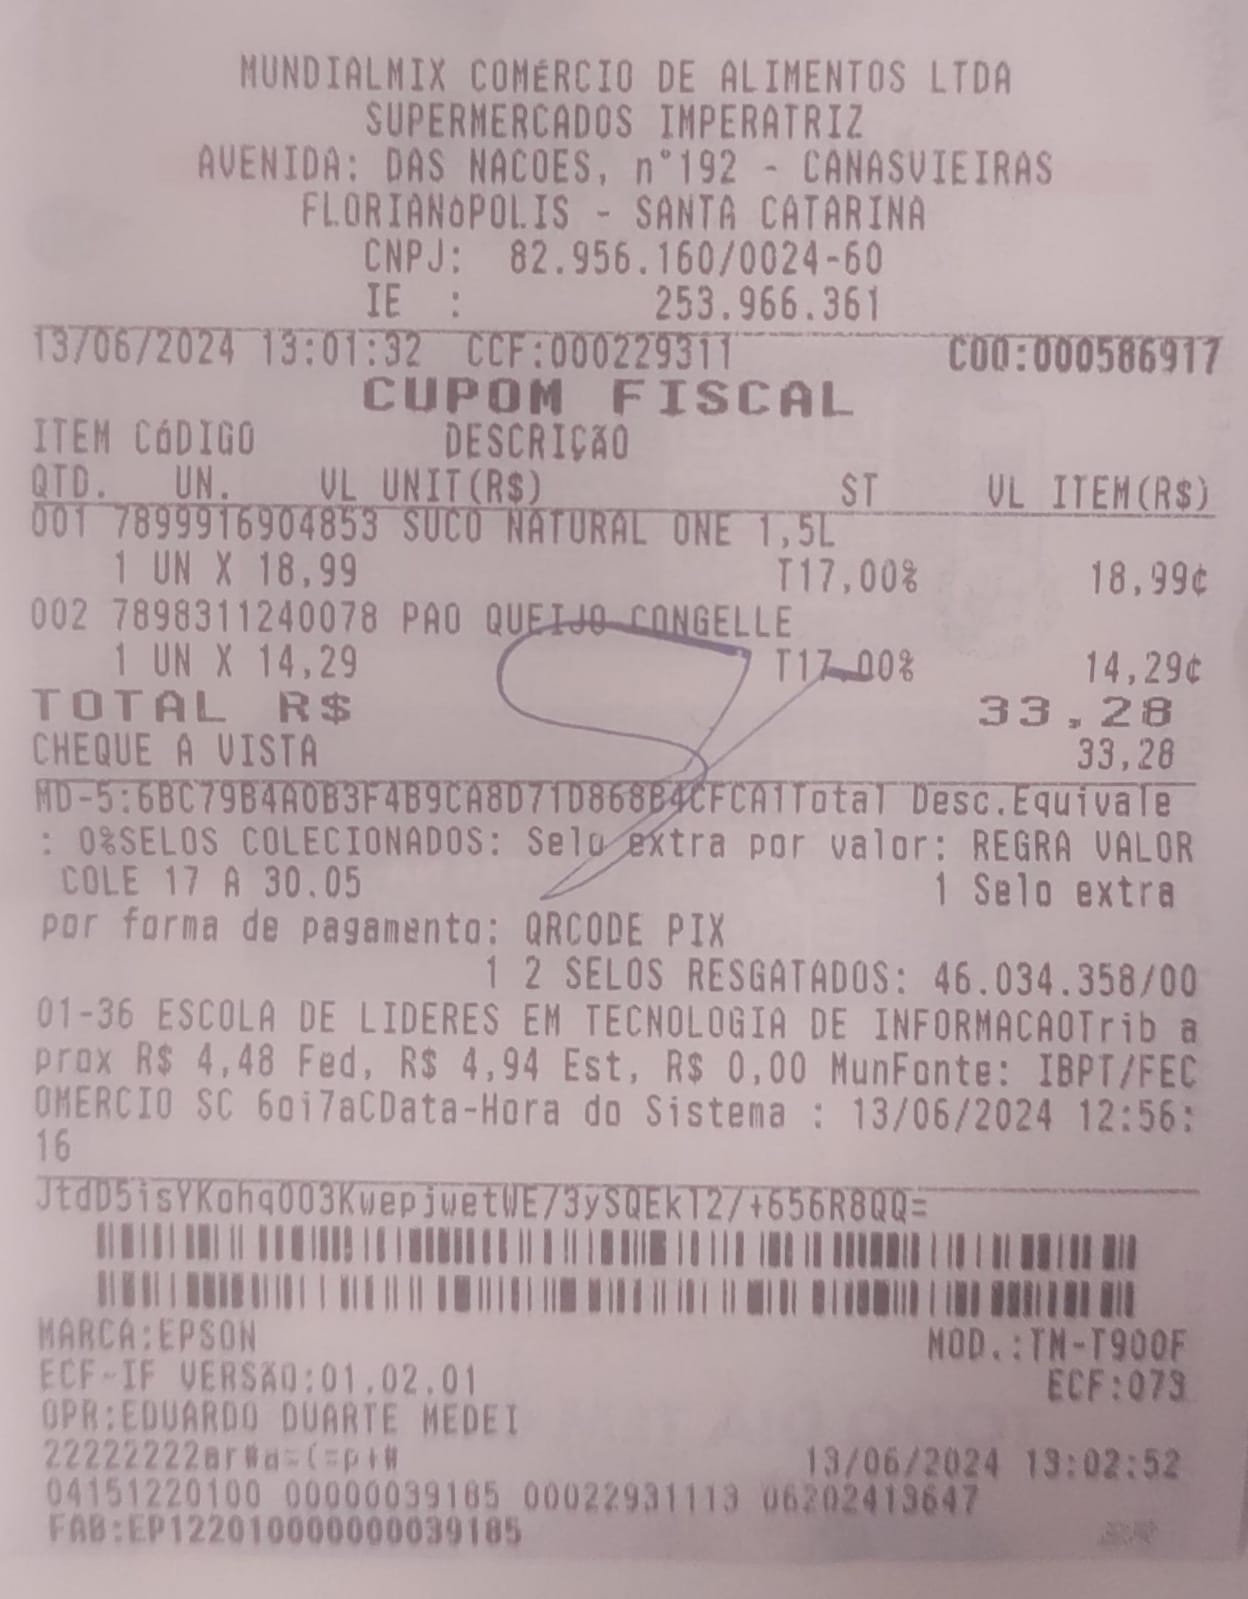 MUNDIALMIX COMÉRCIO DE ALIMENTOS LTDA
SUPERMERCADOS IMPERATRIZ
AVENIDA: DAS NACOES, n°192 - CANASVIEIRAS
FLORIANóPOLIS - SANTA CATARINA
CNPJ: 82.956.160/0024-60
IE : 253.966.361
13/06/2024 13:01:32 CCF:000229311 COO:000586917
CUPOM FISCAL
ITEM CóDIGO DESCRIÇÃO
QTD. UN. VL UNIT(R$) ST VL ITEM(R$)
001 7899916904853 SUCO NATURAL ONE 1,5L
1 UN X 18,99 T17,00% 18,99¢
002 7898311240078 PAO QUEIJO CONGELLE
1 UN X 14,29 T17,00% 14,29¢
TOTAL R$ 33,28
CHEQUE A VISTA 33,28
MD-5:6BC79B4A0B3F4B9CA8D71D868B4CFCA1Total Desc.Equivale
: 0%SELOS COLECIONADOS: Selo extra por valor: REGRA VALOR
COLE 17 A 30.05 1 Selo extra
por forma de pagamento: QRCODE PIX
1 2 SELOS RESGATADOS: 46.034.358/00
01-36 ESCOLA DE LIDERES EM TECNOLOGIA DE INFORMACAOTrib a
prox R$ 4,48 Fed, R$ 4,94 Est, R$ 0,00 MunFonte: IBPT/FEC
OMERCIO SC 6oi7aCData-Hora do Sistema : 13/06/2024 12:56:
16
JtdD5isYKohqO03KwepjwetWE/3ySQEkl2/+656R8QQ=
MARCA:EPSON MOD.:TM-T900F
ECF-IF VERSÃO:01.02.01 ECF:073
OPR:EDUARDO DUARTE MEDEI
13/06/2024 13:02:52
04151220100 00000039185 00022931113 06202413647
FAB:EP122010000000039185